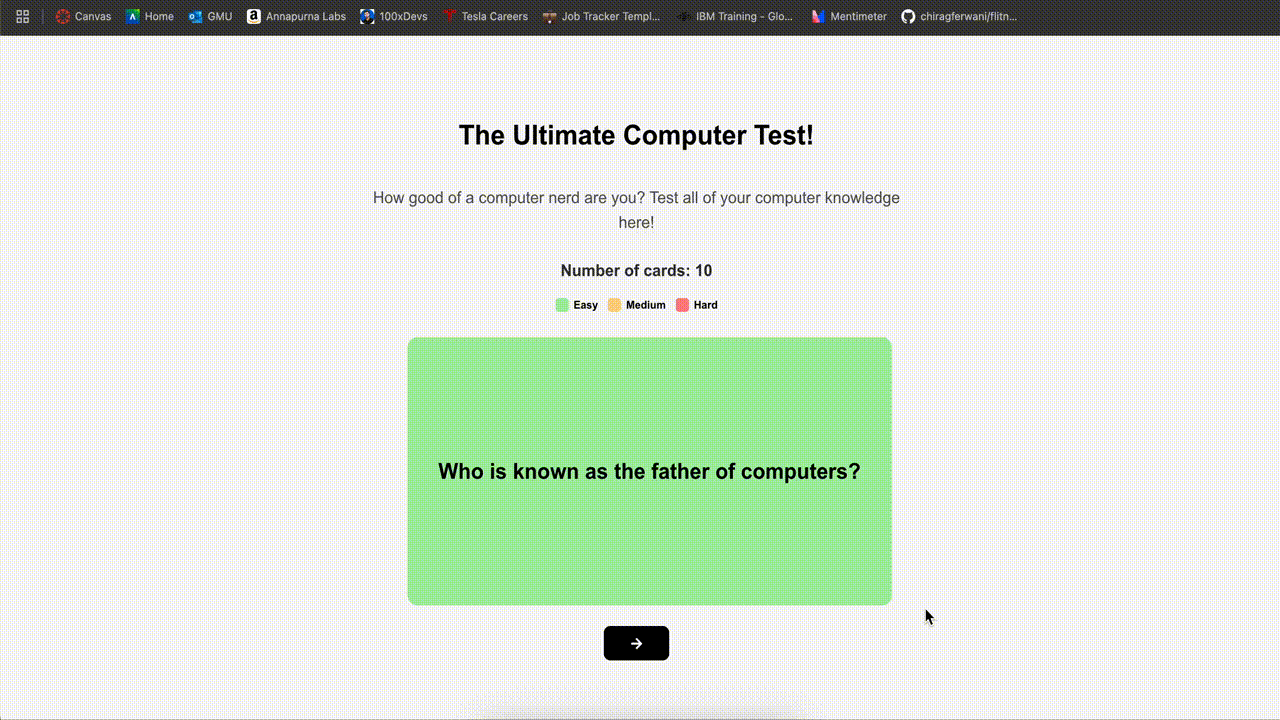 Canvas Home GMU Annapurna Labs 100xDevs Tesla Careers Job Tracker Templ... IBM Training - Glo... Mentimeter chiragferwani/flitn...
The Ultimate Computer Test!
How good of a computer nerd are you? Test all of your computer knowledge
here!
Number of cards: 10
Easy Medium Hard
Who is known as the father of computers?
→